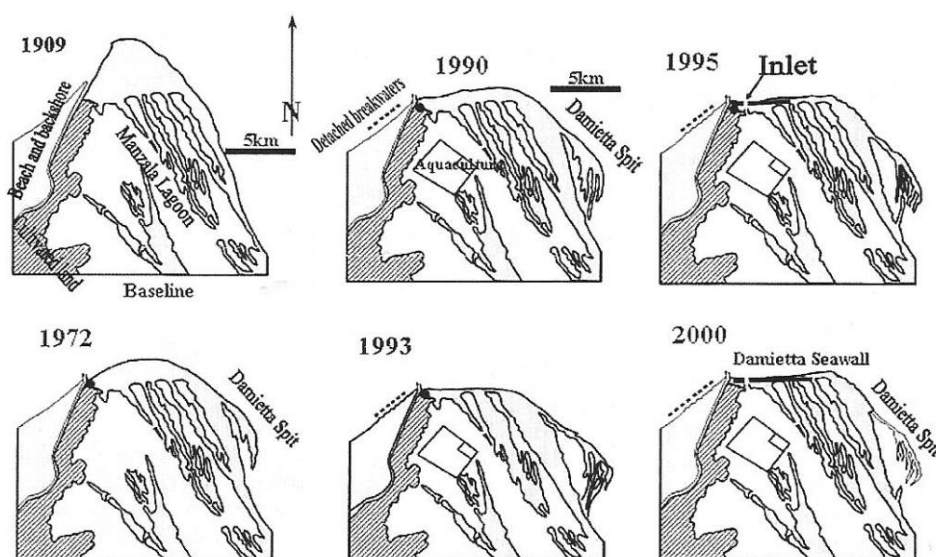 1909
Beach and backshore
N
5km
Manzala Lagoon
Cultivated land
Baseline
1990
5km
Detached breakwaters
Damietta Spit
Aquaculture
1995
Inlet
1972
Damietta Spit
1993
2000
Damietta Seawall
Damietta Spit